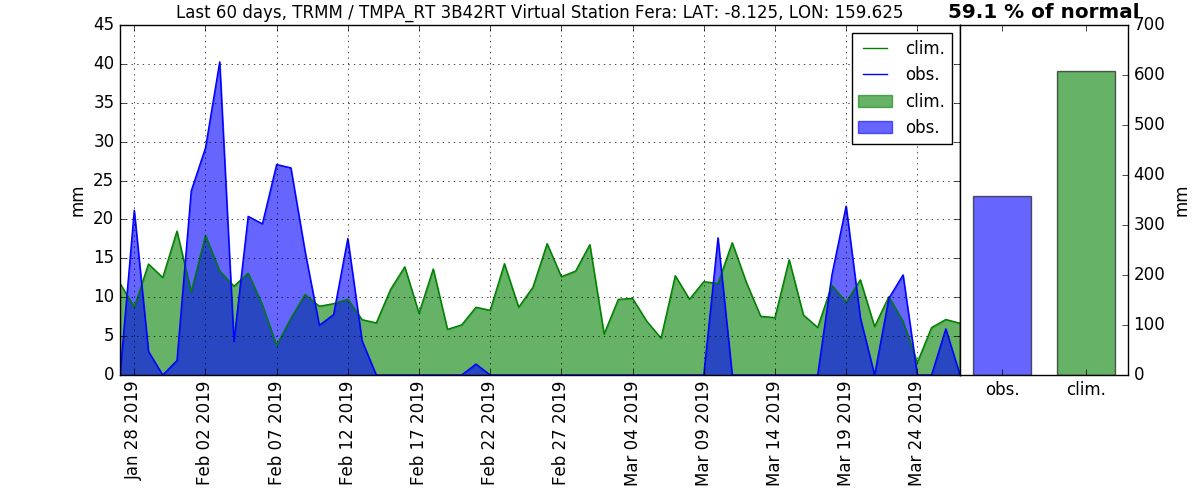 Last 60 days, TRMM / TMPA_RT 3B42RT Virtual Station Fera: LAT: -8.125, LON: 159.625
59.1 % of normal
45
40
35
30
25
20
15
10
5
0
mm
clim.
obs.
clim.
obs.
Jan 28 2019
Feb 02 2019
Feb 07 2019
Feb 12 2019
Feb 17 2019
Feb 22 2019
Feb 27 2019
Mar 04 2019
Mar 09 2019
Mar 14 2019
Mar 19 2019
Mar 24 2019
700
600
500
400
300
200
100
0
mm
obs.
clim.